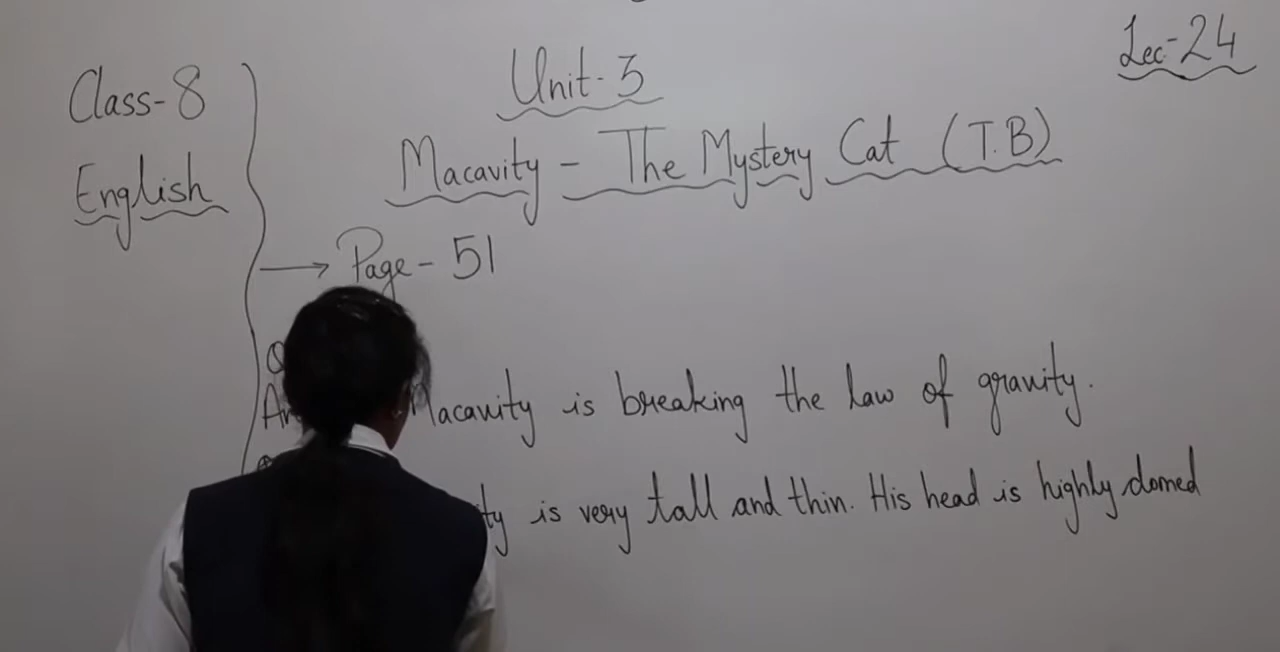 Lec-24
Class-8
Unit-3
English
Macavity - The Mystery Cat (T.B)
→ Page - 51
Q
An Macavity is breaking the law of gravity.
ty is very tall and thin. His head is highly domed